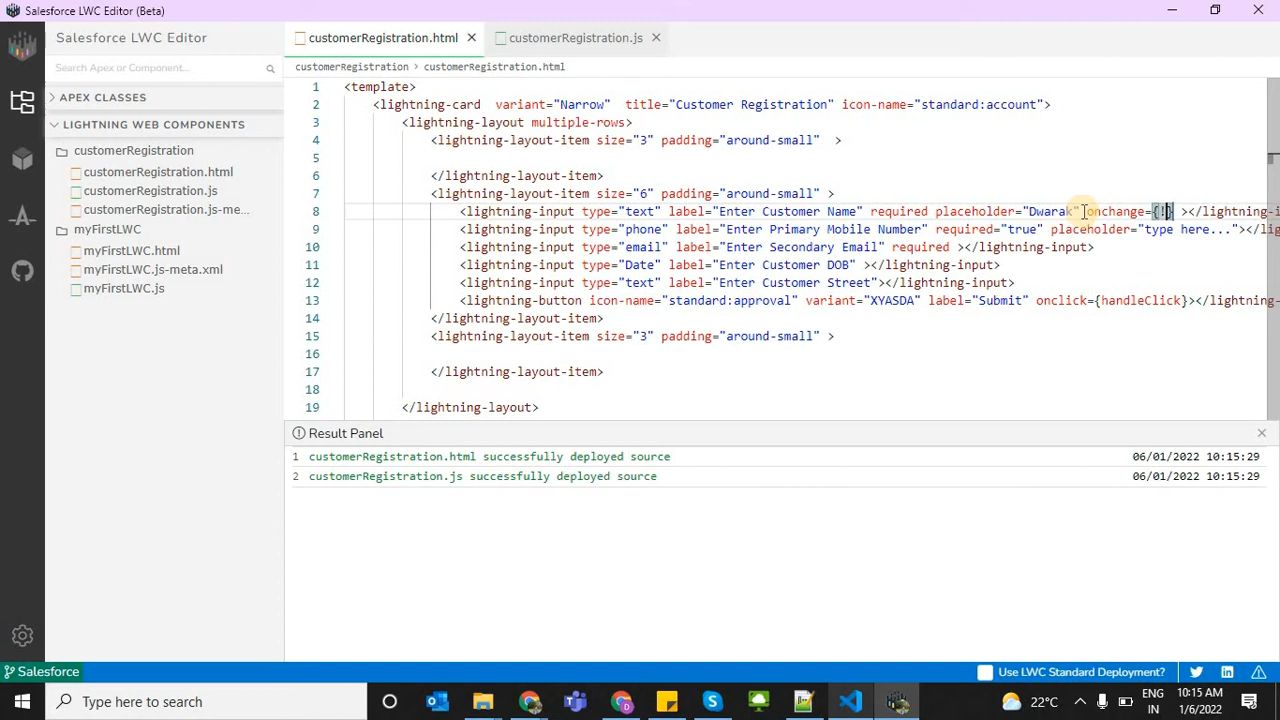 Salesforce LWC Editor (Beta)
Salesforce LWC Editor
customerRegistration.html
customerRegistration.js
Search Apex or Component...
customerRegistration > customerRegistration.html
APEX CLASSES
LIGHTNING WEB COMPONENTS
customerRegistration
customerRegistration.html
customerRegistration.js
customerRegistration.js-me...
myFirstLWC
myFirstLWC.html
myFirstLWC.js-meta.xml
myFirstLWC.js
1 <template>
2 <lightning-card variant="Narrow" title="Customer Registration" icon-name="standard:account">
3 <lightning-layout multiple-rows>
4 <lightning-layout-item size="3" padding="around-small" >
5
6 </lightning-layout-item>
7 <lightning-layout-item size="6" padding="around-small" >
8 <lightning-input type="text" label="Enter Customer Name" required placeholder="Dwarak" onchange={!} ></lightning-i
9 <lightning-input type="phone" label="Enter Primary Mobile Number" required="true" placeholder="type here..."></lig
10 <lightning-input type="email" label="Enter Secondary Email" required ></lightning-input>
11 <lightning-input type="Date" label="Enter Customer DOB" ></lightning-input>
12 <lightning-input type="text" label="Enter Customer Street"></lightning-input>
13 <lightning-button icon-name="standard:approval" variant="XYASDA" label="Submit" onclick={handleClick}></lightning-
14 </lightning-layout-item>
15 <lightning-layout-item size="3" padding="around-small" >
16
17 </lightning-layout-item>
18
19 </lightning-layout>
Result Panel
1 customerRegistration.html successfully deployed source 06/01/2022 10:15:29
2 customerRegistration.js successfully deployed source 06/01/2022 10:15:29
Salesforce
Use LWC Standard Deployment?
Type here to search
22°C
ENG
IN
10:15 AM
1/6/2022